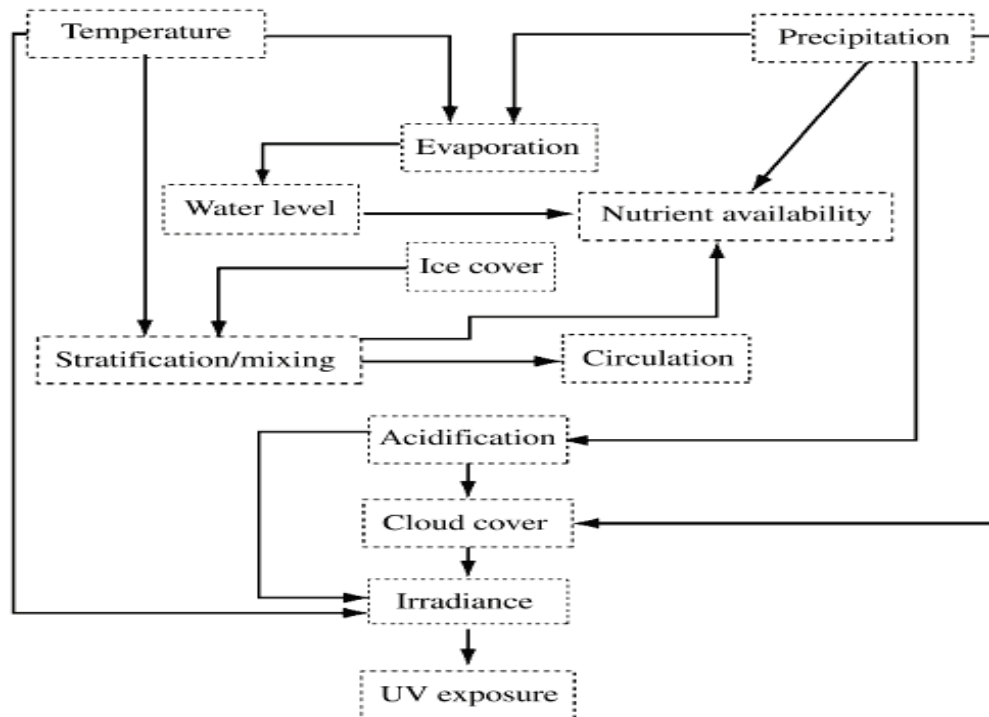 Temperature
Precipitation
Evaporation
Water level
Nutrient availability
Ice cover
Stratification/mixing
Circulation
Acidification
Cloud cover
Irradiance
UV exposure